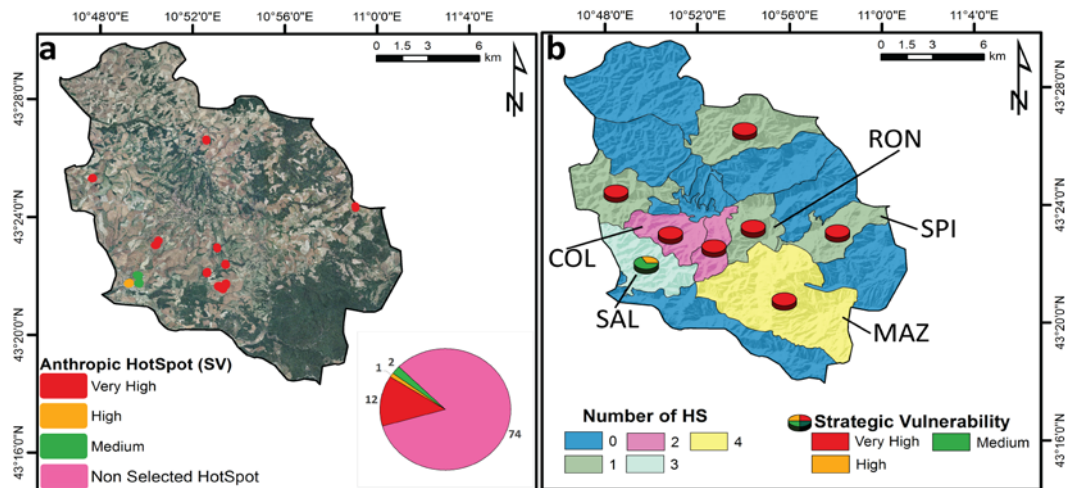 10°48'0"E 10°52'0"E 10°56'0"E 11°0'0"E 11°4'0"E
a
0 1.5 3 6
km
N
43°28'0"N
43°24'0"N
43°20'0"N
43°16'0"N
Anthropic HotSpot (SV)
Very High
High
Medium
Non Selected HotSpot
1
2
12
74
10°48'0"E 10°52'0"E 10°56'0"E 11°0'0"E 11°4'0"E
b
0 1.5 3 6
km
N
43°28'0"N
43°24'0"N
43°20'0"N
43°16'0"N
RON
SPI
COL
SAL
MAZ
Number of HS
0 2 4
1 3
Strategic Vulnerability
Very High Medium
High